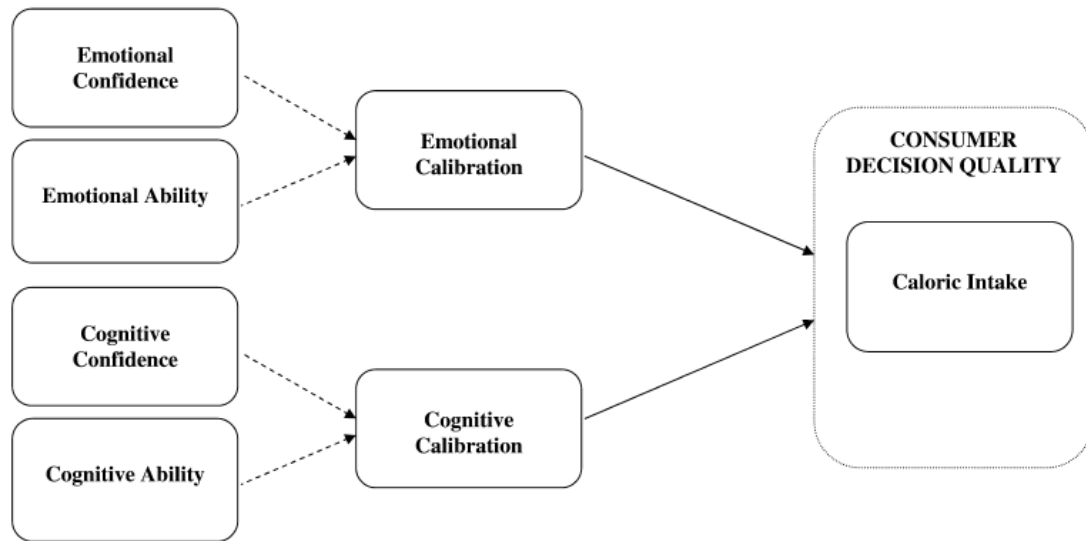 Emotional
Confidence
Emotional Ability
Emotional
Calibration
Cognitive
Confidence
Cognitive Ability
Cognitive
Calibration
CONSUMER
DECISION QUALITY
Caloric Intake